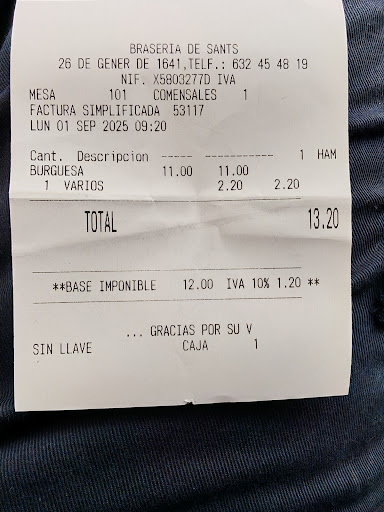 BRASERIA DE SANTS
26 DE GENER DE 1641,TELF.: 632 45 48 19
NIF. X5803277D IVA
MESA 101 COMENSALES 1
FACTURA SIMPLIFICADA 53117
LUN 01 SEP 2025 09:20
Cant. Descripcion ----- ----------- 1 HAM
BURGUESA 11.00 11.00
1 VARIOS 2.20 2.20
TOTAL 13.20
**BASE IMPONIBLE 12.00 IVA 10% 1.20 **
... GRACIAS POR SU V
SIN LLAVE CAJA 1